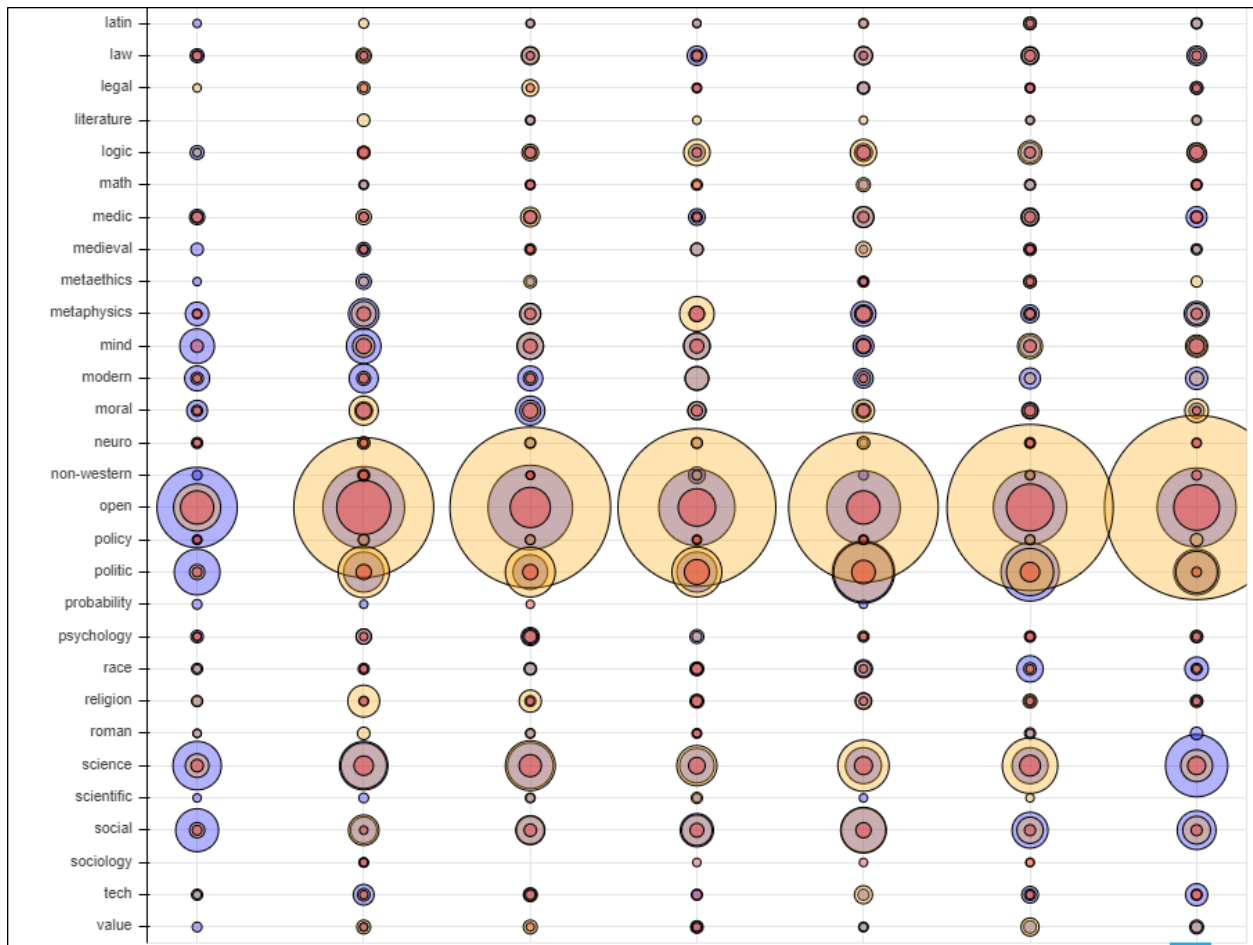 latin
law
legal
literature
logic
math
medic
medieval
metaethics
metaphysics
mind
modern
moral
neuro
non-western
open
policy
politic
probability
psychology
race
religion
roman
science
scientific
social
sociology
tech
value